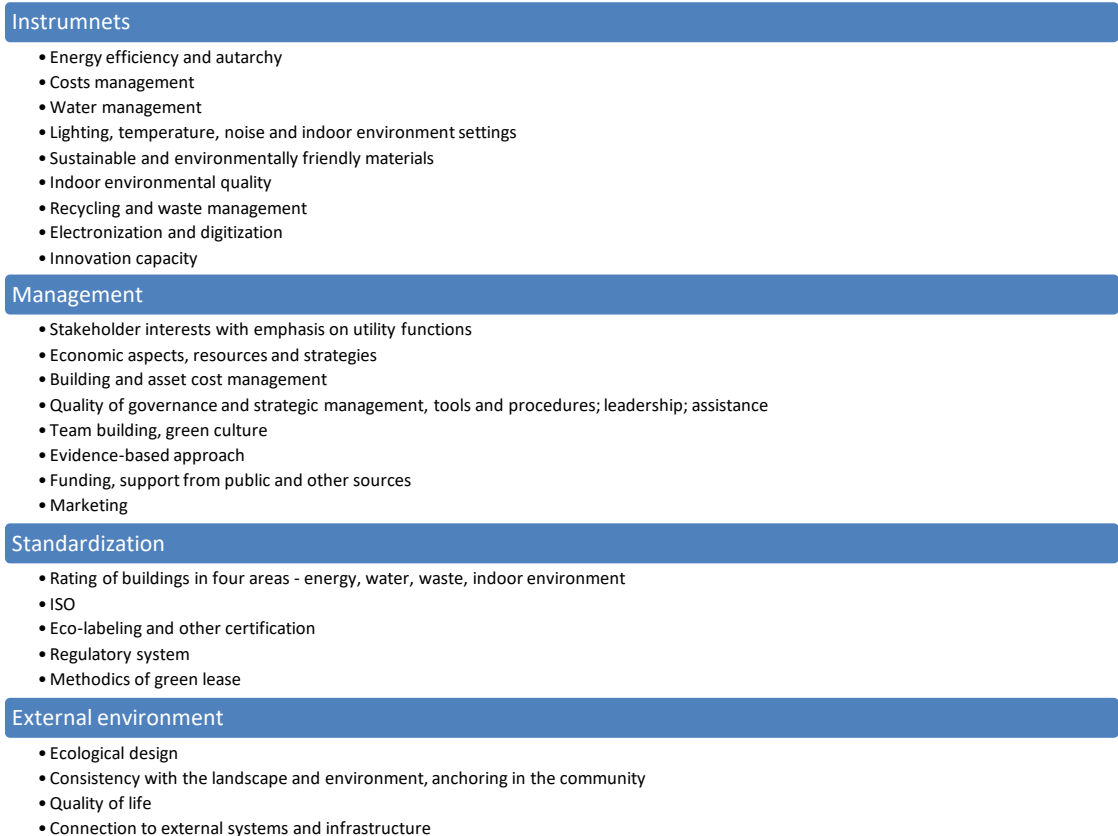 Instrumnets
• Energy efficiency and autarchy
• Costs management
• Water management
• Lighting, temperature, noise and indoor environment settings
• Sustainable and environmentally friendly materials
• Indoor environmental quality
• Recycling and waste management
• Electronization and digitization
• Innovation capacity
Management
• Stakeholder interests with emphasis on utility functions
• Economic aspects, resources and strategies
• Building and asset cost management
• Quality of governance and strategic management, tools and procedures; leadership; assistance
• Team building, green culture
• Evidence-based approach
• Funding, support from public and other sources
• Marketing
Standardization
• Rating of buildings in four areas - energy, water, waste, indoor environment
• ISO
• Eco-labeling and other certification
• Regulatory system
• Methodics of green lease
External environment
• Ecological design
• Consistency with the landscape and environment, anchoring in the community
• Quality of life
• Connection to external systems and infrastructure